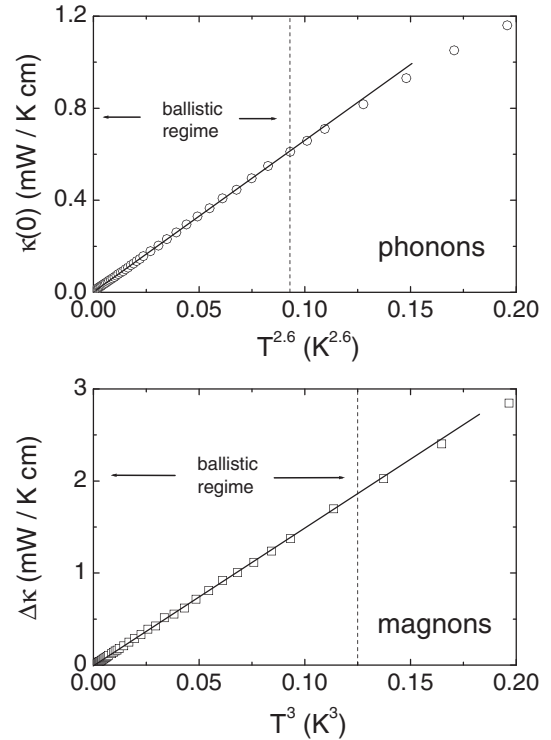 1.2
0.8
0.4
0.0
κ(0) (mW / K cm)
ballistic
regime
phonons
0.00 0.05 0.10 0.15 0.20
T^2.6 (K^2.6)
3
2
1
0
Δκ (mW / K cm)
ballistic
regime
magnons
0.00 0.05 0.10 0.15 0.20
T^3 (K^3)